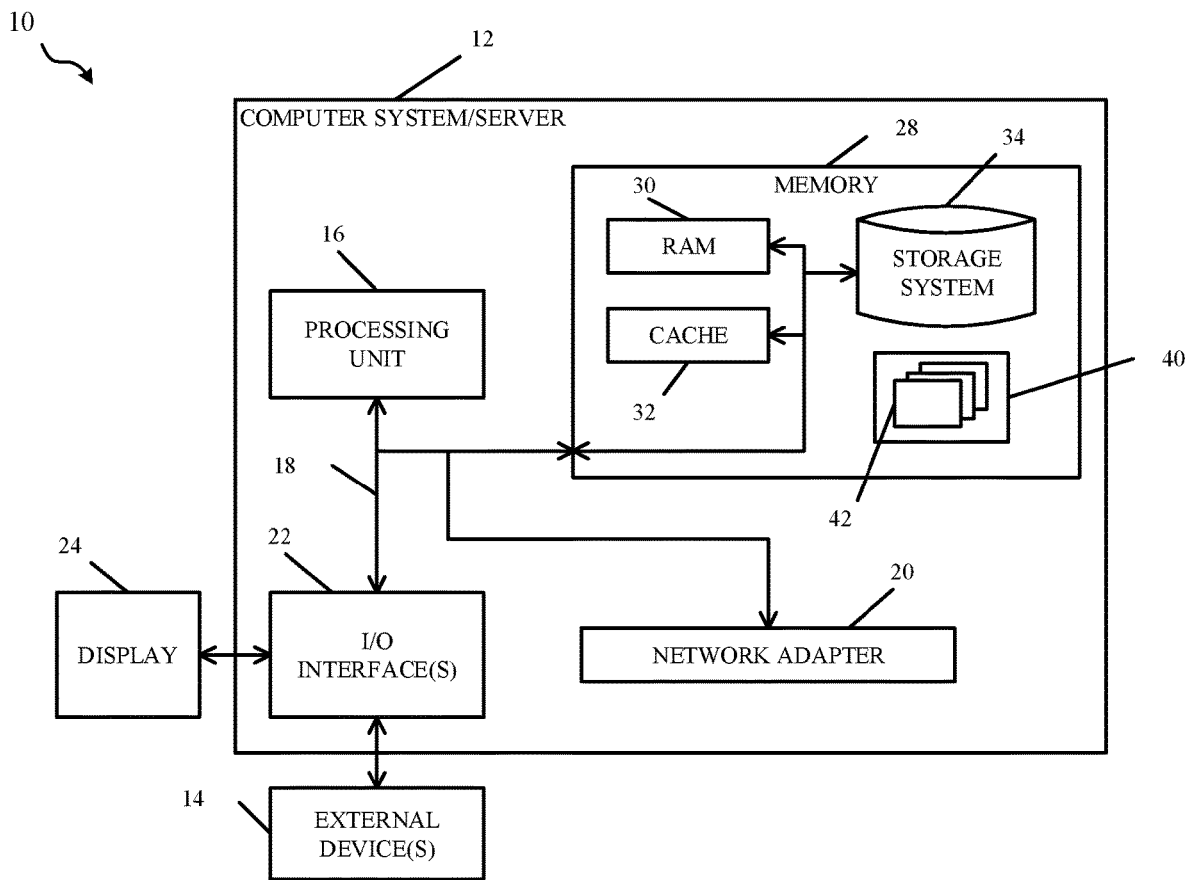 10
12
COMPUTER SYSTEM/SERVER
28
34
MEMORY
30
RAM
STORAGE
SYSTEM
16
PROCESSING
UNIT
CACHE
32
40
18
42
24
22
20
DISPLAY
I/O
INTERFACE(S)
NETWORK ADAPTER
14
EXTERNAL
DEVICE(S)